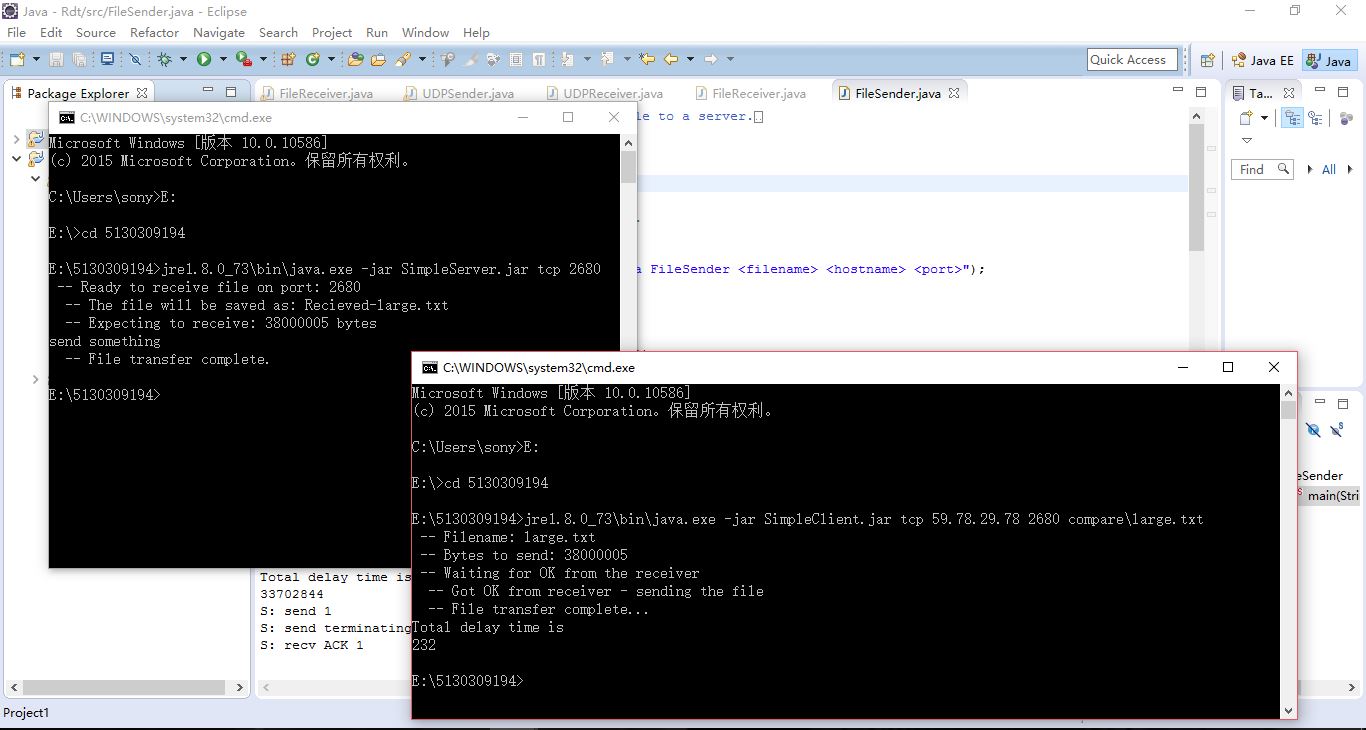 Java - Rdt/src/FileSender.java - Eclipse
File Edit Source Refactor Navigate Search Project Run Window Help
Quick Access
Java EE
Java
Package Explorer
FileReceiver.java
UDPSender.java
UDPReceiver.java
FileReceiver.java
FileSender.java
Ta...
Find
All
le to a server.
a FileSender <filename> <hostname> <port>");
C:\WINDOWS\system32\cmd.exe
Microsoft Windows [版本 10.0.10586]
(c) 2015 Microsoft Corporation。保留所有权利。
C:\Users\sony>E:
E:\>cd 5130309194
E:\5130309194>jre1.8.0_73\bin\java.exe -jar SimpleServer.jar tcp 2680
-- Ready to receive file on port: 2680
-- The file will be saved as: Recieved-large.txt
-- Expecting to receive: 38000005 bytes
send something
-- File transfer complete.
E:\5130309194>
C:\WINDOWS\system32\cmd.exe
Microsoft Windows [版本 10.0.10586]
(c) 2015 Microsoft Corporation。保留所有权利。
C:\Users\sony>E:
E:\>cd 5130309194
E:\5130309194>jre1.8.0_73\bin\java.exe -jar SimpleClient.jar tcp 59.78.29.78 2680 compare\large.txt
-- Filename: large.txt
-- Bytes to send: 38000005
-- Waiting for OK from the receiver
-- Got OK from receiver - sending the file
-- File transfer complete...
Total delay time is
232
E:\5130309194>
eSender
main(Stri
Total delay time is
33702844
S: send 1
S: send terminating
S: recv ACK 1
Project1